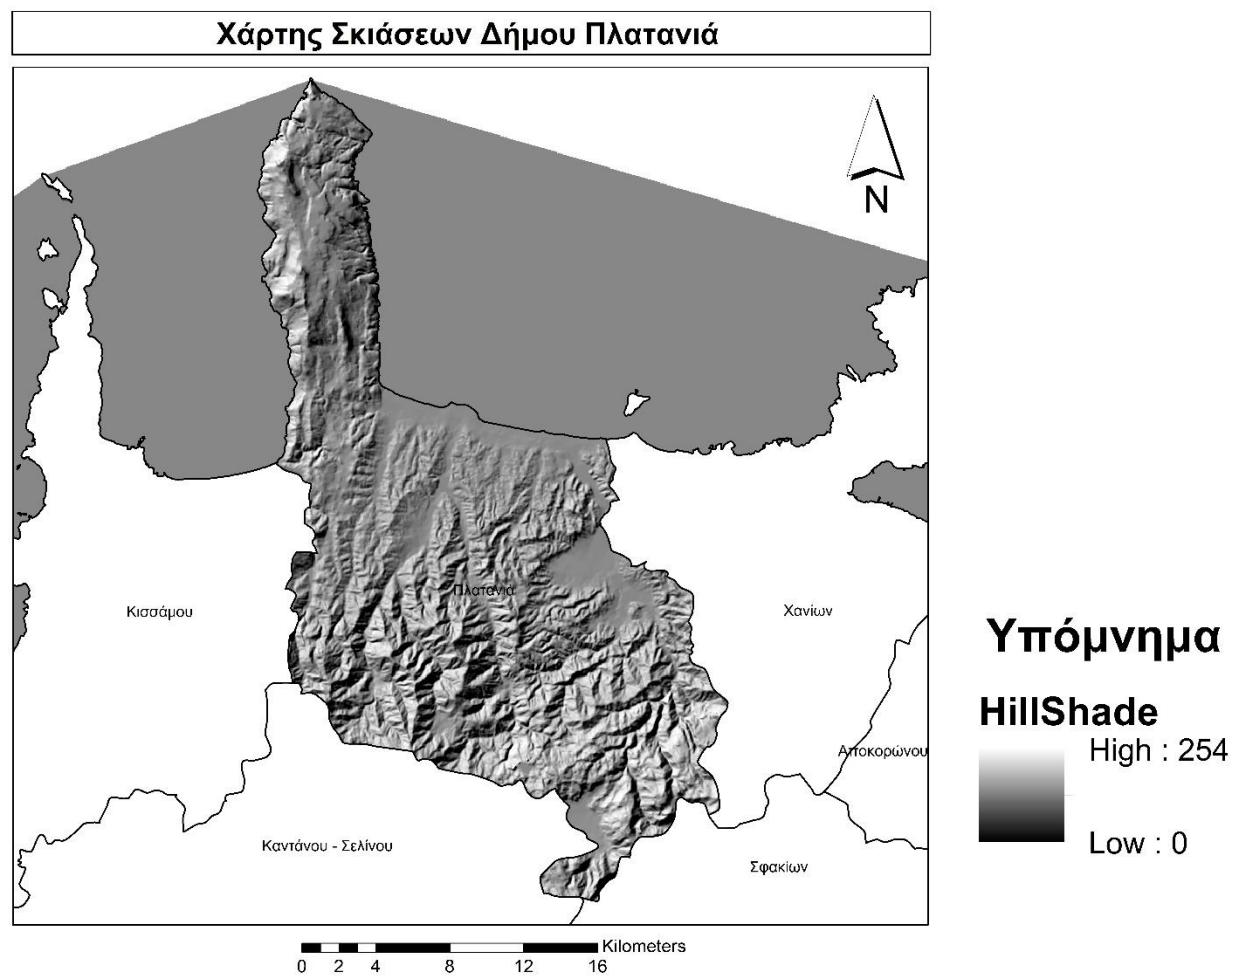 Χάρτης Σκιάσεων Δήμου Πλατανιά
N
Πλατανιά
Κισσάμου
Χανίων
Υπόμνημα
HillShade
High : 254
Low : 0
Αποκορώνου
Καντάνου - Σελίνου
Σφακίων
Kilometers
0 2 4 8 12 16